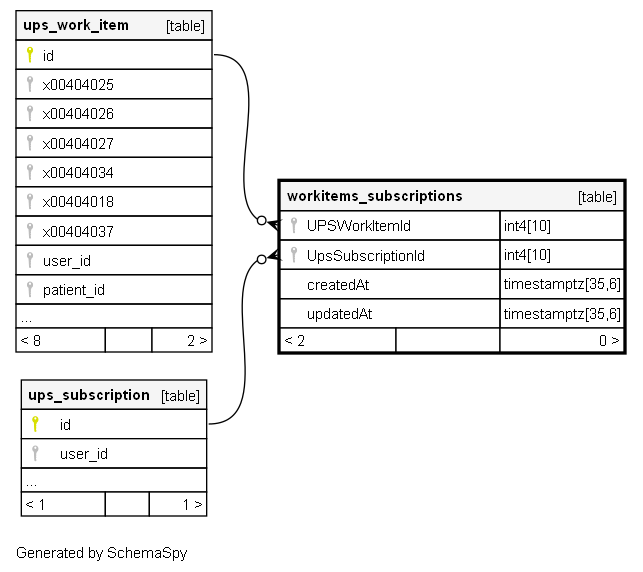 ups_work_item [table]
id
x00404025
x00404026
x00404027
x00404034
x00404018
x00404037
user_id
patient_id
...
< 8 2 >
workitems_subscriptions [table]
UPSWorkItemId int4[10]
UpsSubscriptionId int4[10]
createdAt timestamptz[35,6]
updatedAt timestamptz[35,6]
< 2 0 >
ups_subscription [table]
id
user_id
...
< 1 1 >
Generated by SchemaSpy